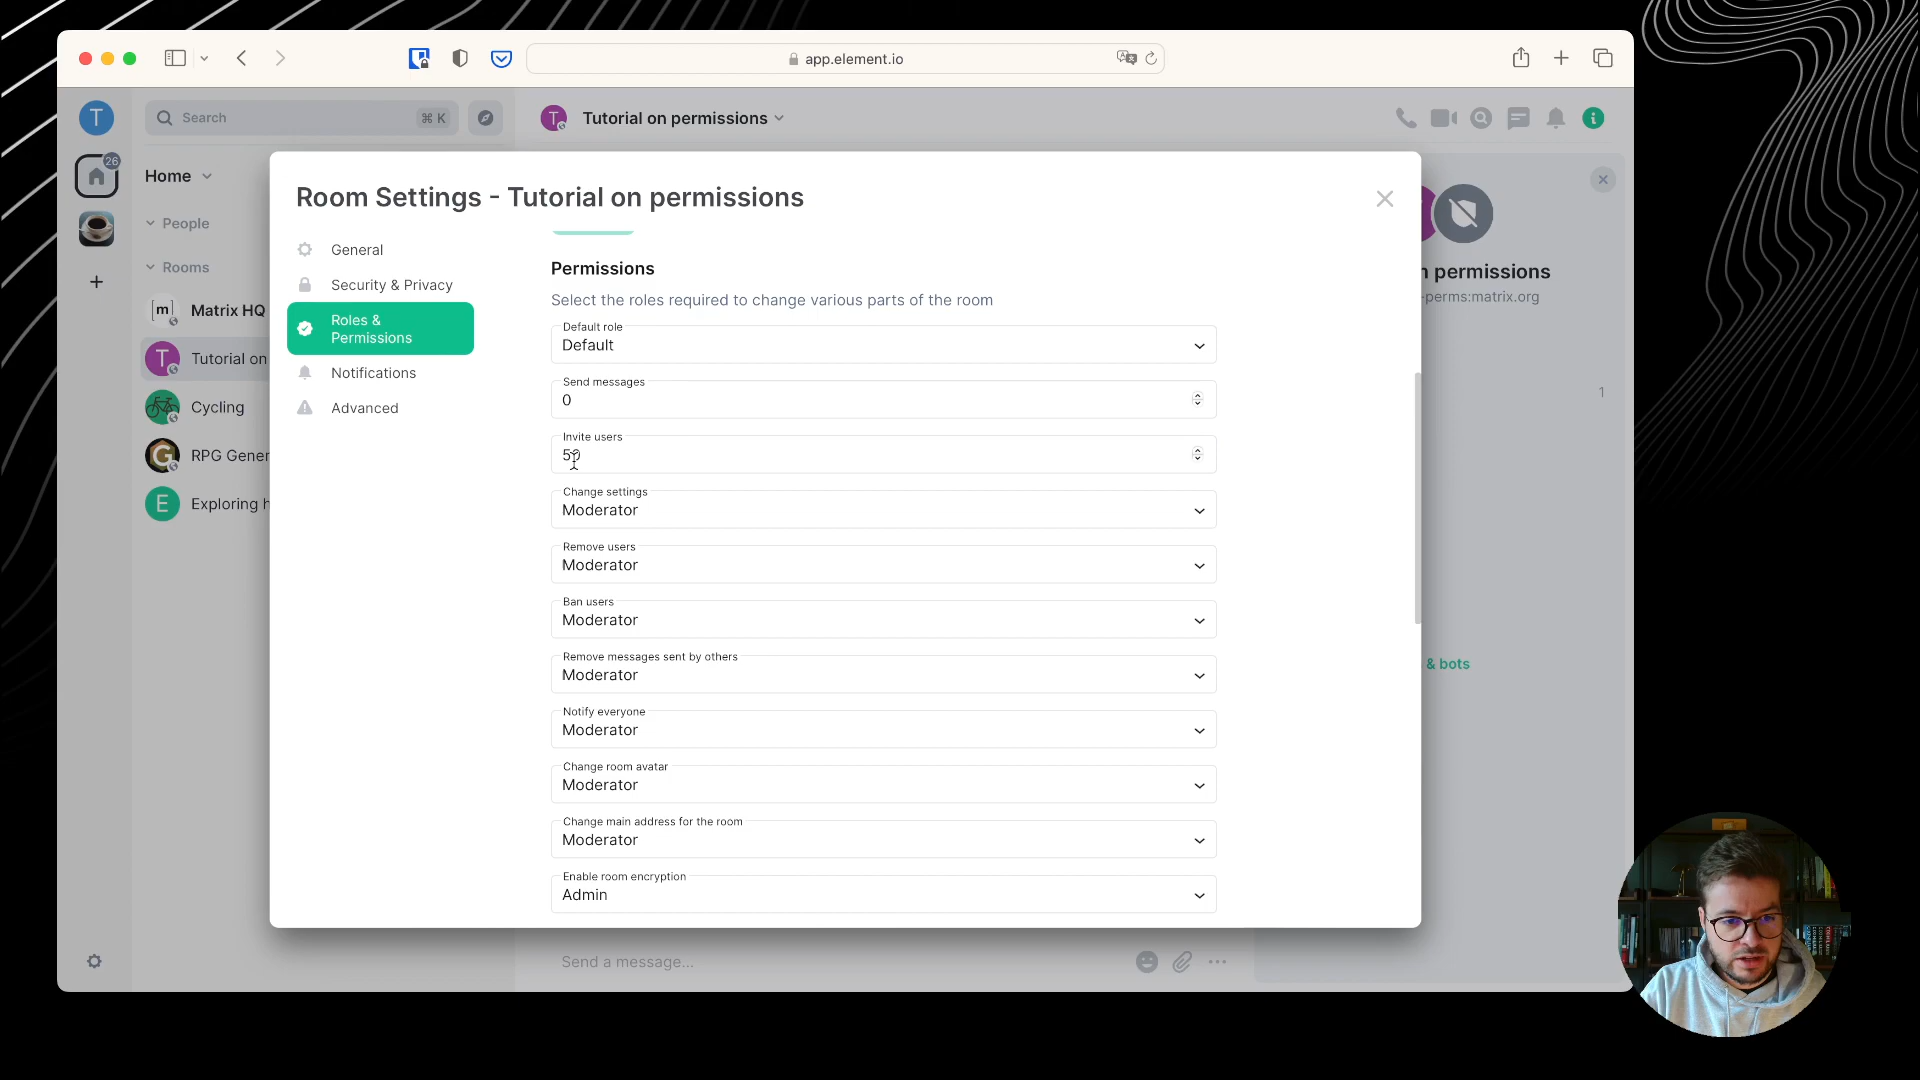 app.element.io
T
Search
⌘ K
T
Tutorial on permissions
26
Home
People
Rooms
[m]
Matrix HQ
T
Tutorial on
Cycling
G
RPG Gener
E
Exploring h
Room Settings - Tutorial on permissions
General
Security & Privacy
Roles &
Permissions
Notifications
Advanced
Permissions
Select the roles required to change various parts of the room
Default role
Default
Send messages
0
Invite users
50
Change settings
Moderator
Remove users
Moderator
Ban users
Moderator
Remove messages sent by others
Moderator
Notify everyone
Moderator
Change room avatar
Moderator
Change main address for the room
Moderator
Enable room encryption
Admin
n permissions
-perms:matrix.org
1
& bots
Send a message...